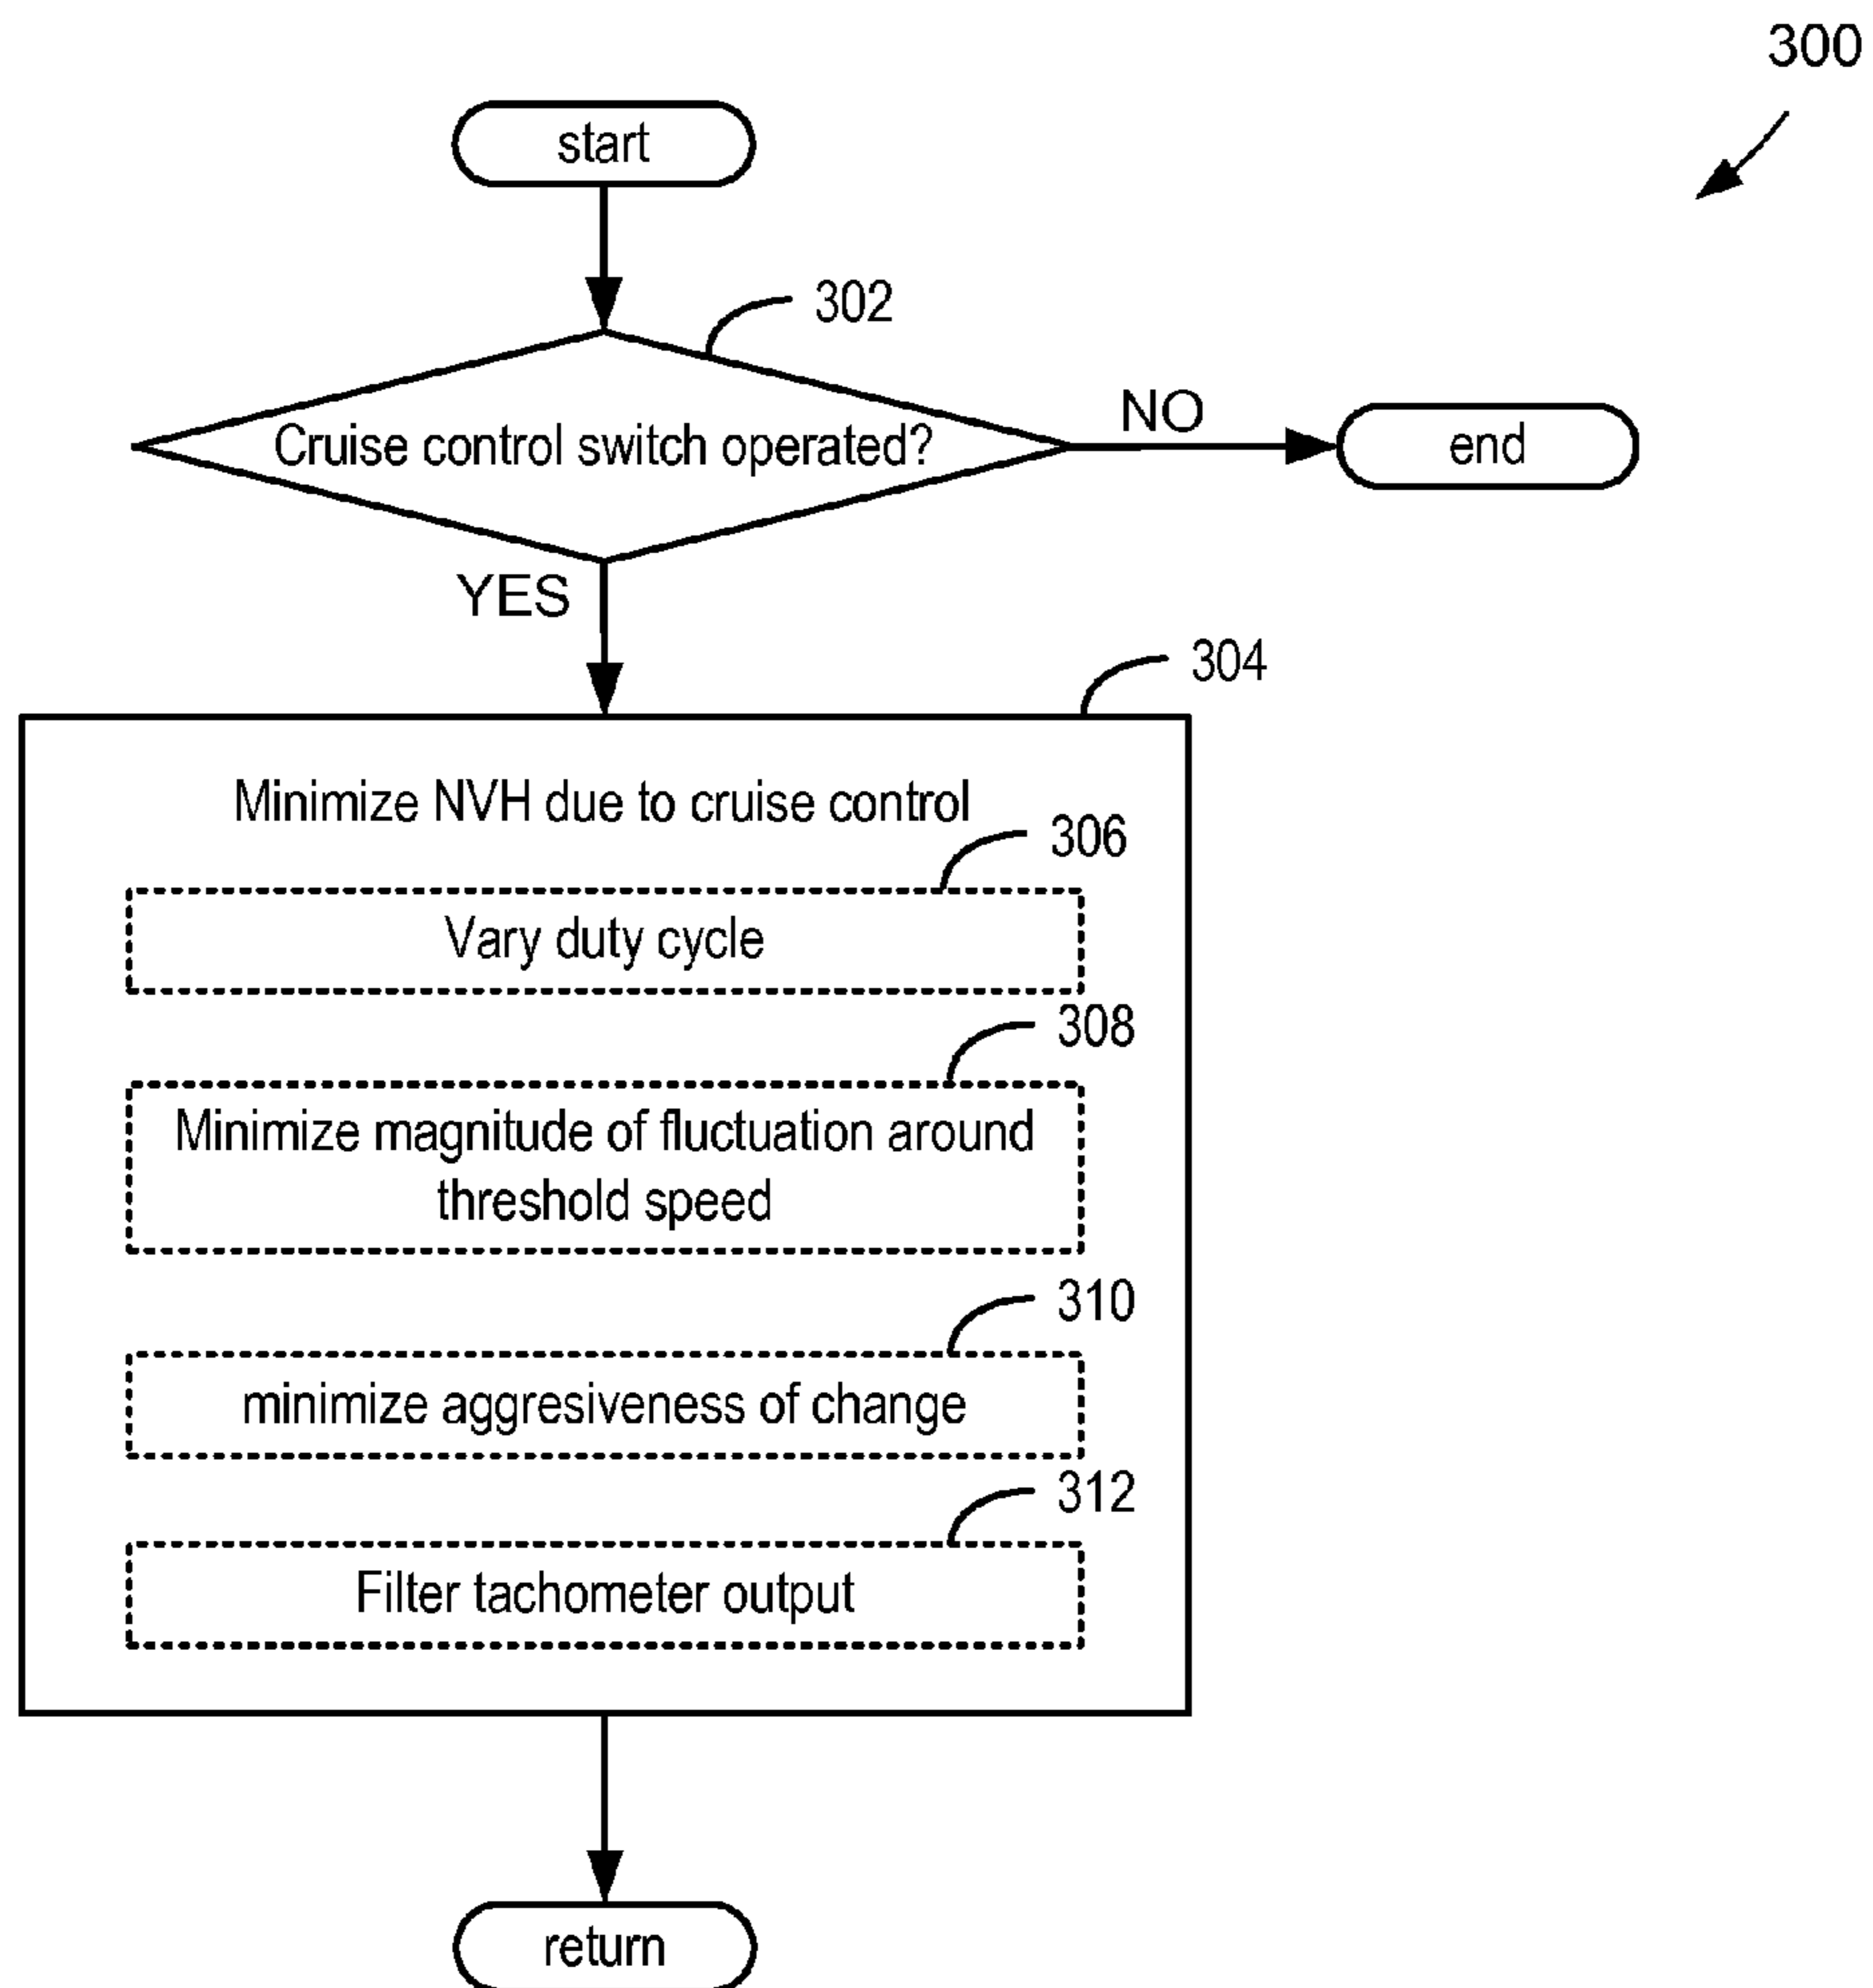 300
start
302
Cruise control switch operated?
NO
end
YES
304
Minimize NVH due to cruise control
306
Vary duty cycle
308
Minimize magnitude of fluctuation around
threshold speed
310
minimize aggresiveness of change
312
Filter tachometer output
return